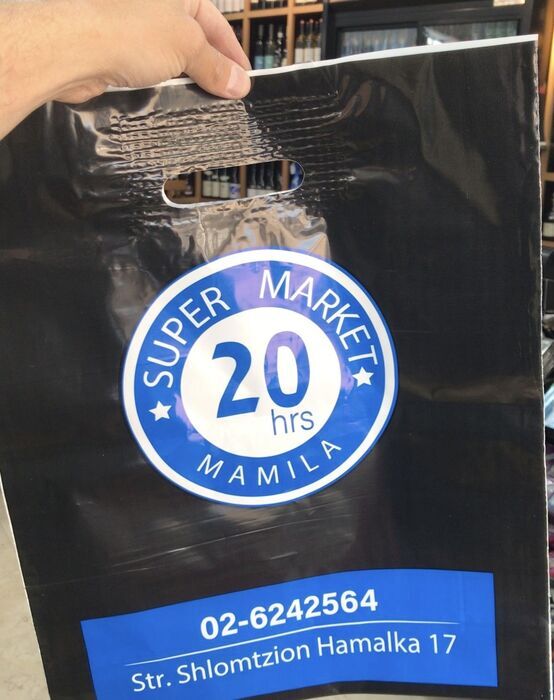 SUPER MARKET
20
hrs
MAMILA
02-6242564
Str. Shlomtzion Hamalka 17